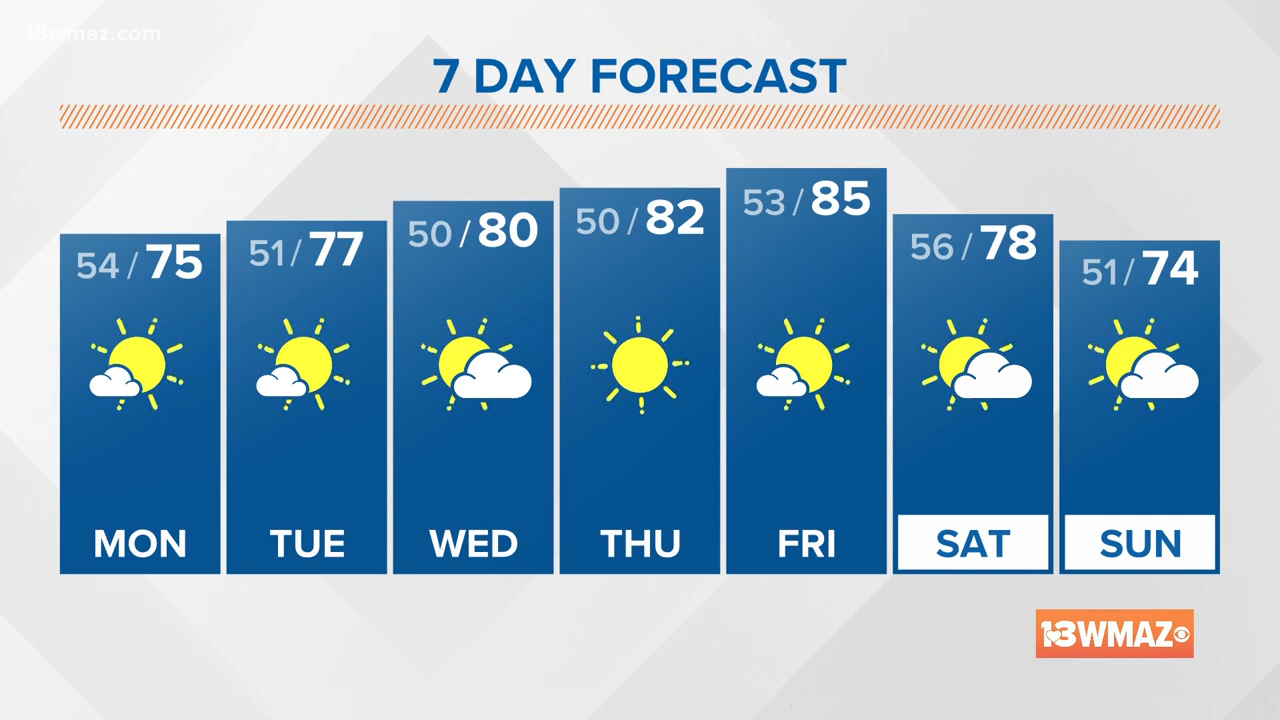 13wmaz.com
7 DAY FORECAST
54 / 75
51 / 77
50 / 80
50 / 82
53 / 85
56 / 78
51 / 74
MON
TUE
WED
THU
FRI
SAT
SUN
13WMAZ